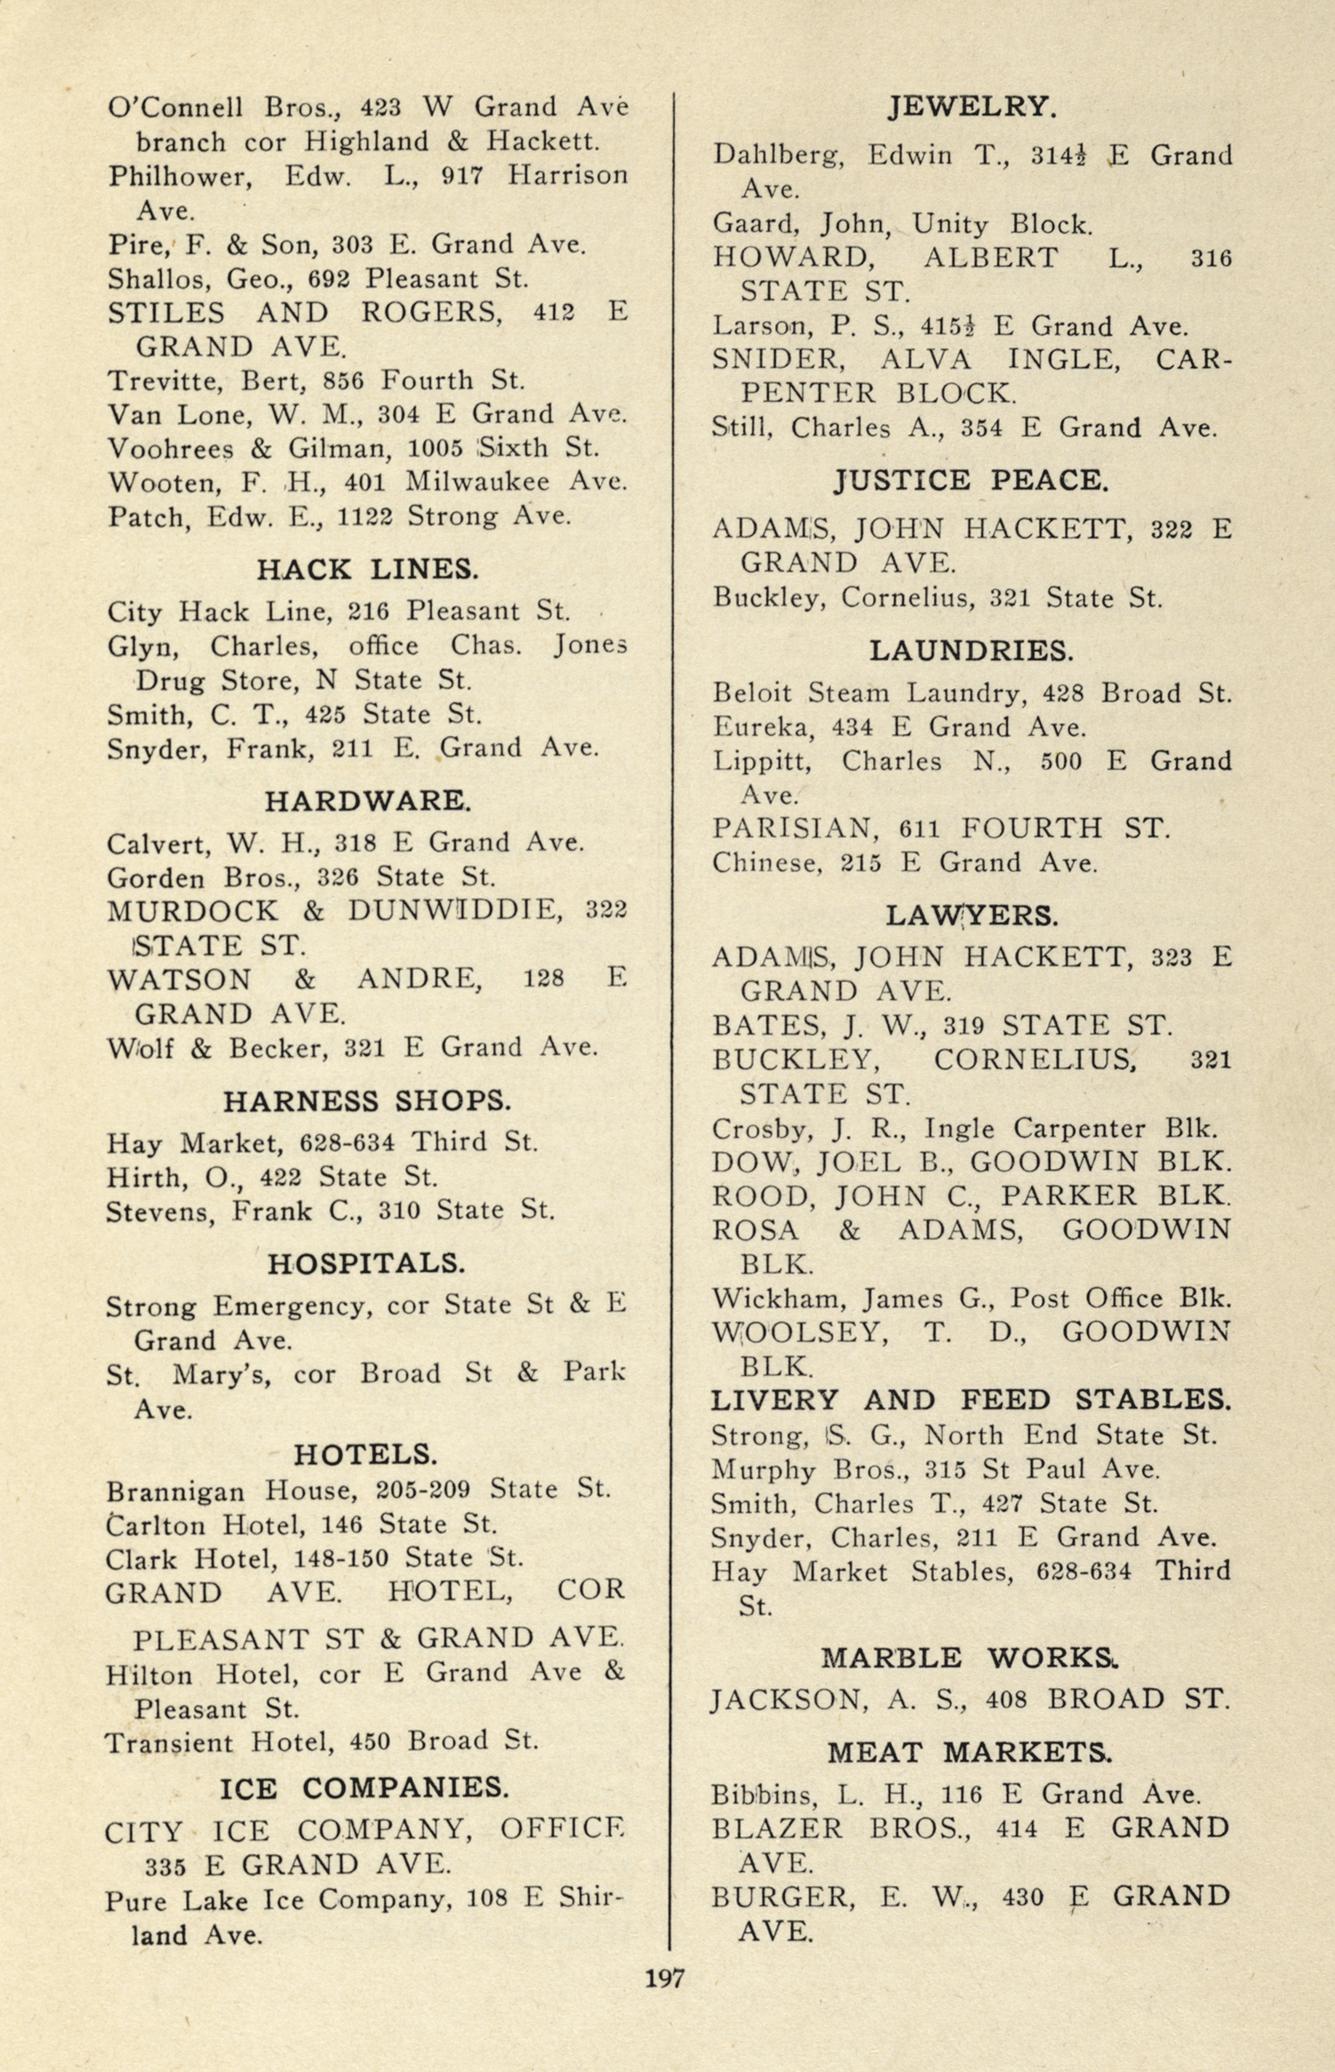 O'Connell Bros., 423 W Grand Ave
branch cor Highland & Hackett.
Philhower, Edw. L., 917 Harrison
Ave.
Pire, F. & Son, 303 E. Grand Ave.
Shallos, Geo., 692 Pleasant St.
STILES AND ROGERS, 412 E
GRAND AVE.
Trevitte, Bert, 856 Fourth St.
Van Lone, W. M., 304 E Grand Ave.
Voohrees & Gilman, 1005 Sixth St.
Wooten, F. H., 401 Milwaukee Ave.
Patch, Edw. E., 1122 Strong Ave.
HACK LINES.
City Hack Line, 216 Pleasant St.
Glyn, Charles, office Chas. Jones
Drug Store, N State St.
Smith, C. T., 425 State St.
Snyder, Frank, 211 E. Grand Ave.
HARDWARE.
Calvert, W. H., 318 E Grand Ave.
Gorden Bros., 326 State St.
MURDOCK & DUNWIDDIE, 322
STATE ST.
WATSON & ANDRE, 128 E
GRAND AVE.
Wolf & Becker, 321 E Grand Ave.
HARNESS SHOPS.
Hay Market, 628-634 Third St.
Hirth, O., 422 State St.
Stevens, Frank C., 310 State St.
HOSPITALS.
Strong Emergency, cor State St & E
Grand Ave.
St. Mary's, cor Broad St & Park
Ave.
HOTELS.
Brannigan House, 205-209 State St.
Carlton Hotel, 146 State St.
Clark Hotel, 148-150 State St.
GRAND AVE. HOTEL, COR
PLEASANT ST & GRAND AVE.
Hilton Hotel, cor E Grand Ave &
Pleasant St.
Transient Hotel, 450 Broad St.
ICE COMPANIES.
CITY ICE COMPANY, OFFICE
335 E GRAND AVE.
Pure Lake Ice Company, 108 E Shir-
land Ave.
JEWELRY.
Dahlberg, Edwin T., 314½ E Grand
Ave.
Gaard, John, Unity Block.
HOWARD, ALBERT L., 316
STATE ST.
Larson, P. S., 415½ E Grand Ave.
SNIDER, ALVA INGLE, CAR-
PENTER BLOCK.
Still, Charles A., 354 E Grand Ave.
JUSTICE PEACE.
ADAMS, JOHN HACKETT, 322 E
GRAND AVE.
Buckley, Cornelius, 321 State St.
LAUNDRIES.
Beloit Steam Laundry, 428 Broad St.
Eureka, 434 E Grand Ave.
Lippitt, Charles N., 500 E Grand
Ave.
PARISIAN, 611 FOURTH ST.
Chinese, 215 E Grand Ave.
LAWYERS.
ADAMS, JOHN HACKETT, 323 E
GRAND AVE.
BATES, J. W., 319 STATE ST.
BUCKLEY, CORNELIUS, 321
STATE ST.
Crosby, J. R., Ingle Carpenter Blk.
DOW, JOEL B., GOODWIN BLK.
ROOD, JOHN C., PARKER BLK.
ROSA & ADAMS, GOODWIN
BLK.
Wickham, James G., Post Office Blk.
WOOLSEY, T. D., GOODWIN
BLK.
LIVERY AND FEED STABLES.
Strong, S. G., North End State St.
Murphy Bros., 315 St Paul Ave.
Smith, Charles T., 427 State St.
Snyder, Charles, 211 E Grand Ave.
Hay Market Stables, 628-634 Third
St.
MARBLE WORKS.
JACKSON, A. S., 408 BROAD ST.
MEAT MARKETS.
Bibbins, L. H., 116 E Grand Ave.
BLAZER BROS., 414 E GRAND
AVE.
BURGER, E. W., 430 E GRAND
AVE.
197